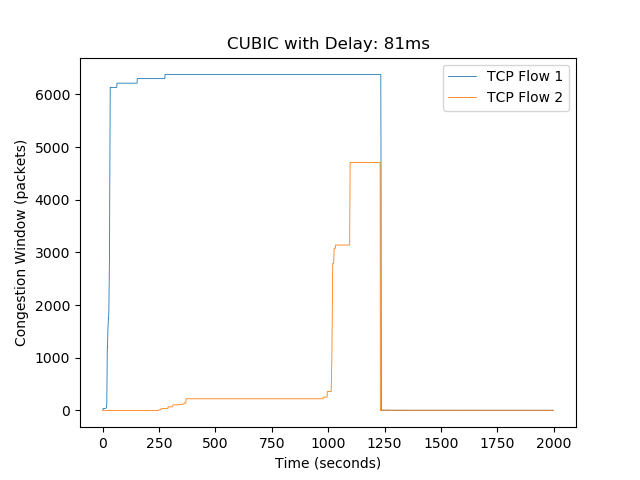 CUBIC with Delay: 81ms
TCP Flow 1
TCP Flow 2
Congestion Window (packets)
6000
5000
4000
3000
2000
1000
0
0 250 500 750 1000 1250 1500 1750 2000
Time (seconds)